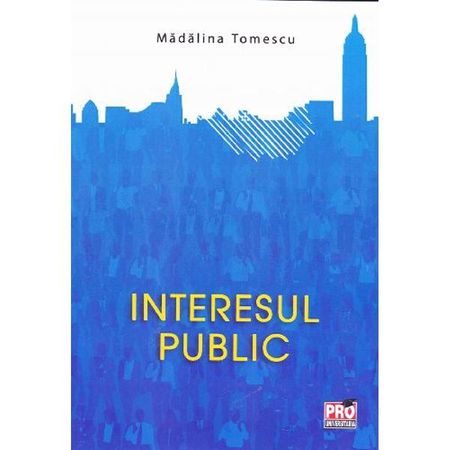 Mădălina Tomescu
INTERESUL
PUBLIC
PRO
UNIVERSITARIA